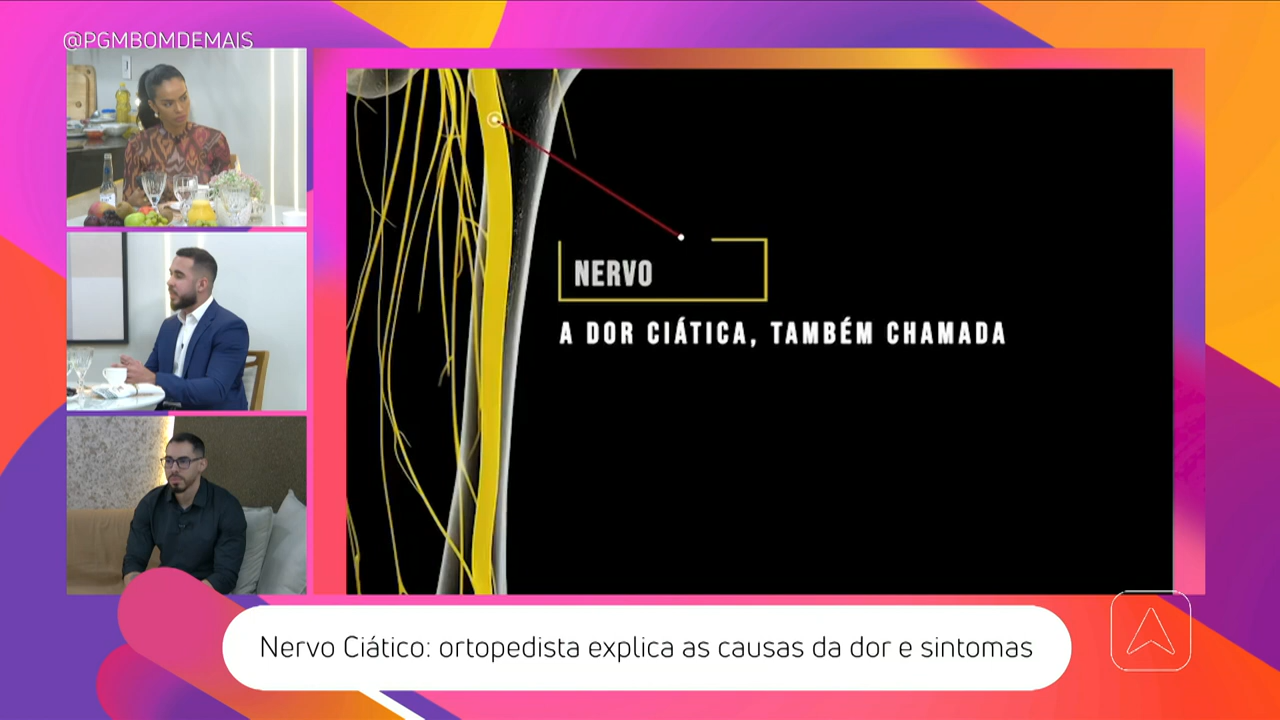 @PGMBOMDEMAIS
NERVO
A DOR CIÁTICA, TAMBÉM CHAMADA
Nervo Ciático: ortopedista explica as causas da dor e sintomas